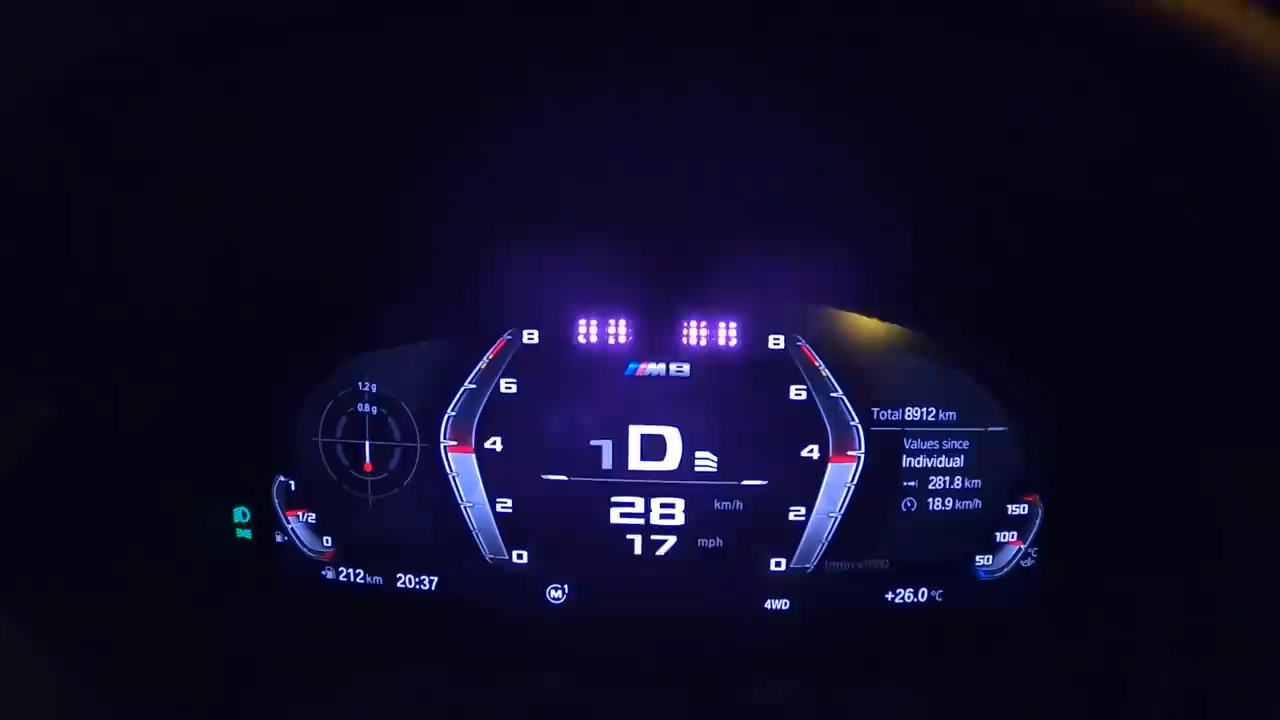 M8
8
6
4
2
0
8
6
4
2
0
1.2 g
0.8 g
1 D
28 km/h
17 mph
Total 8912 km
Values since
Individual
281.8 km
18.9 km/h
1
1/2
0
150
100
50
°C
212 km
20:37
M1
4WD
+26.0 °C